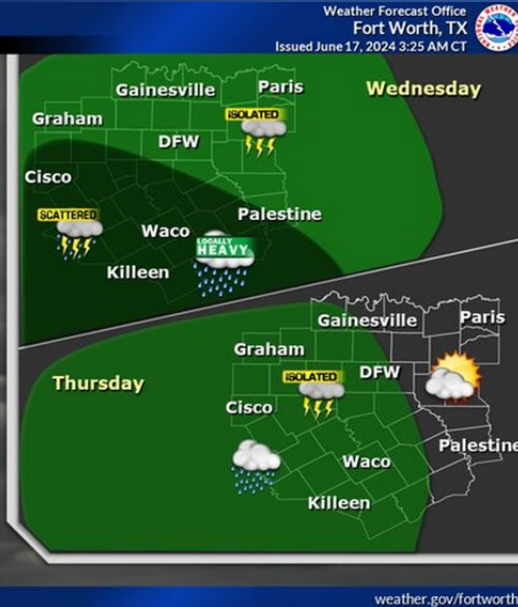 Weather Forecast Office
Fort Worth, TX
Issued June 17, 2024 3:25 AM CT
Wednesday
Gainesville
Paris
ISOLATED
Graham
DFW
Cisco
SCATTERED
Palestine
Waco
LOCALLY
HEAVY
Killeen
Thursday
Gainesville
Paris
Graham
ISOLATED
DFW
Cisco
Palestine
Waco
Killeen
weather.gov/fortworth